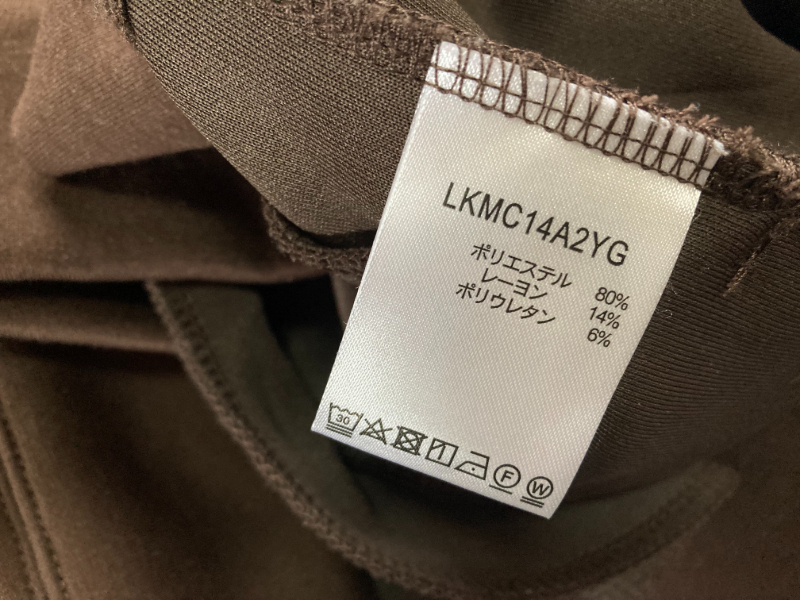 LKMC14A2YG
ポリエステル 80%
レーヨン 14%
ポリウレタン 6%
30 F W